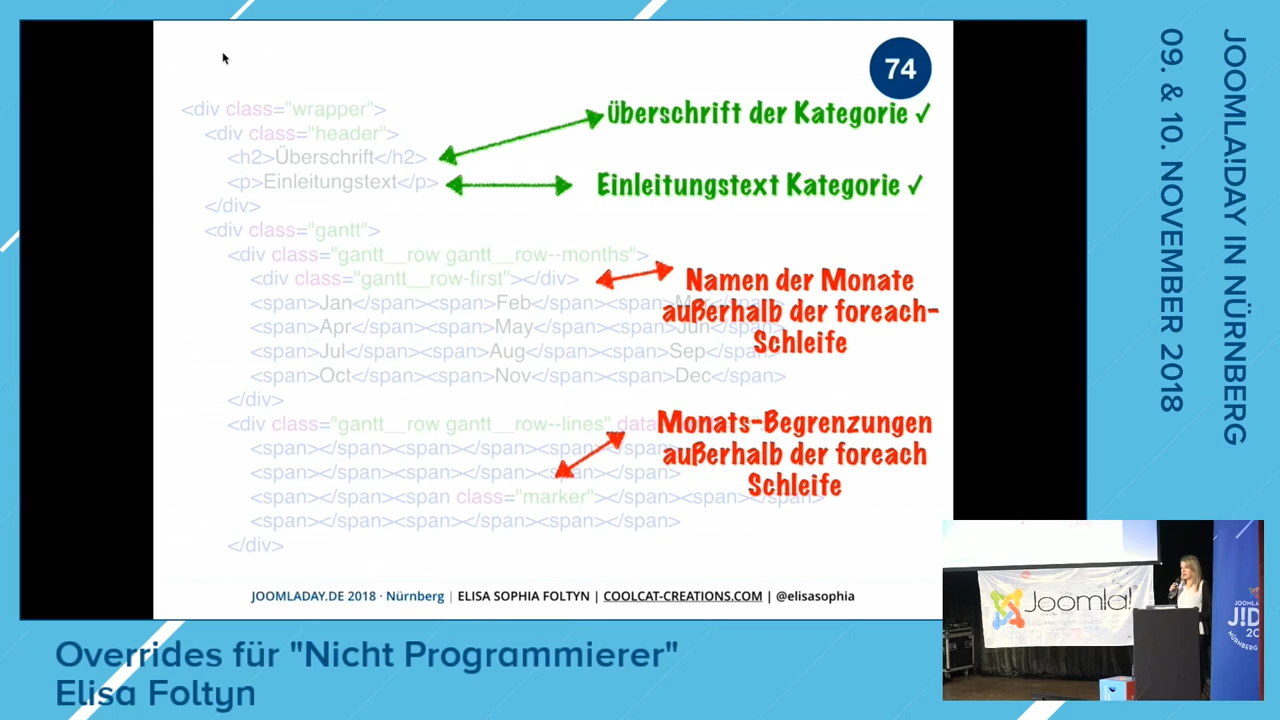 74
<div class="wrapper">
<div class="header">
<h2>Überschrift</h2>
<p>Einleitungstext</p>
</div>
<div class="gantt">
<div class="gantt__row gantt__row--months">
<div class="gantt__row-first"></div>
<span>Jan</span><span>Feb</span><span>Mar</span>
<span>Apr</span><span>May</span><span>Jun</span>
<span>Jul</span><span>Aug</span><span>Sep</span>
<span>Oct</span><span>Nov</span><span>Dec</span>
</div>
<div class="gantt__row gantt__row--lines" data
<span></span><span></span><span></span>
<span></span><span></span><span></span>
<span></span><span class="marker"></span><span></span>
<span></span><span></span><span></span>
</div>
Überschrift der Kategorie ✓
Einleitungstext Kategorie ✓
Namen der Monate
außerhalb der foreach-
Schleife
Monats-Begrenzungen
außerhalb der foreach
Schleife
JOOMLADAY.DE 2018 · Nürnberg | ELISA SOPHIA FOLTYN | COOLCAT-CREATIONS.COM | @elisasophia
JOOMLA!DAY IN NÜRNBERG
09. & 10. NOVEMBER 2018
Joomla!
Overrides für "Nicht Programmierer"
Elisa Foltyn